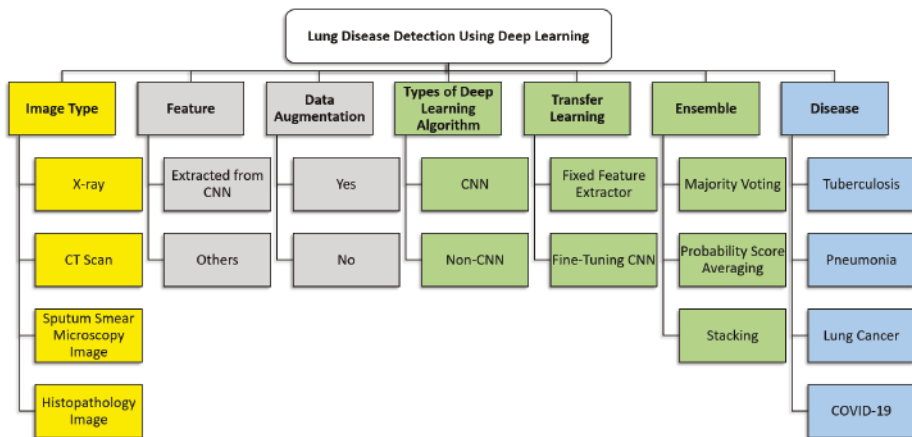 Lung Disease Detection Using Deep Learning
Image Type
Feature
Data
Augmentation
Types of Deep
Learning
Algorithm
Transfer
Learning
Ensemble
Disease
X-ray
Extracted from
CNN
Yes
CNN
Fixed Feature
Extractor
Majority Voting
Tuberculosis
CT Scan
Others
No
Non-CNN
Fine-Tuning CNN
Probability Score
Averaging
Pneumonia
Sputum Smear
Microscopy
Image
Stacking
Lung Cancer
Histopathology
Image
COVID-19